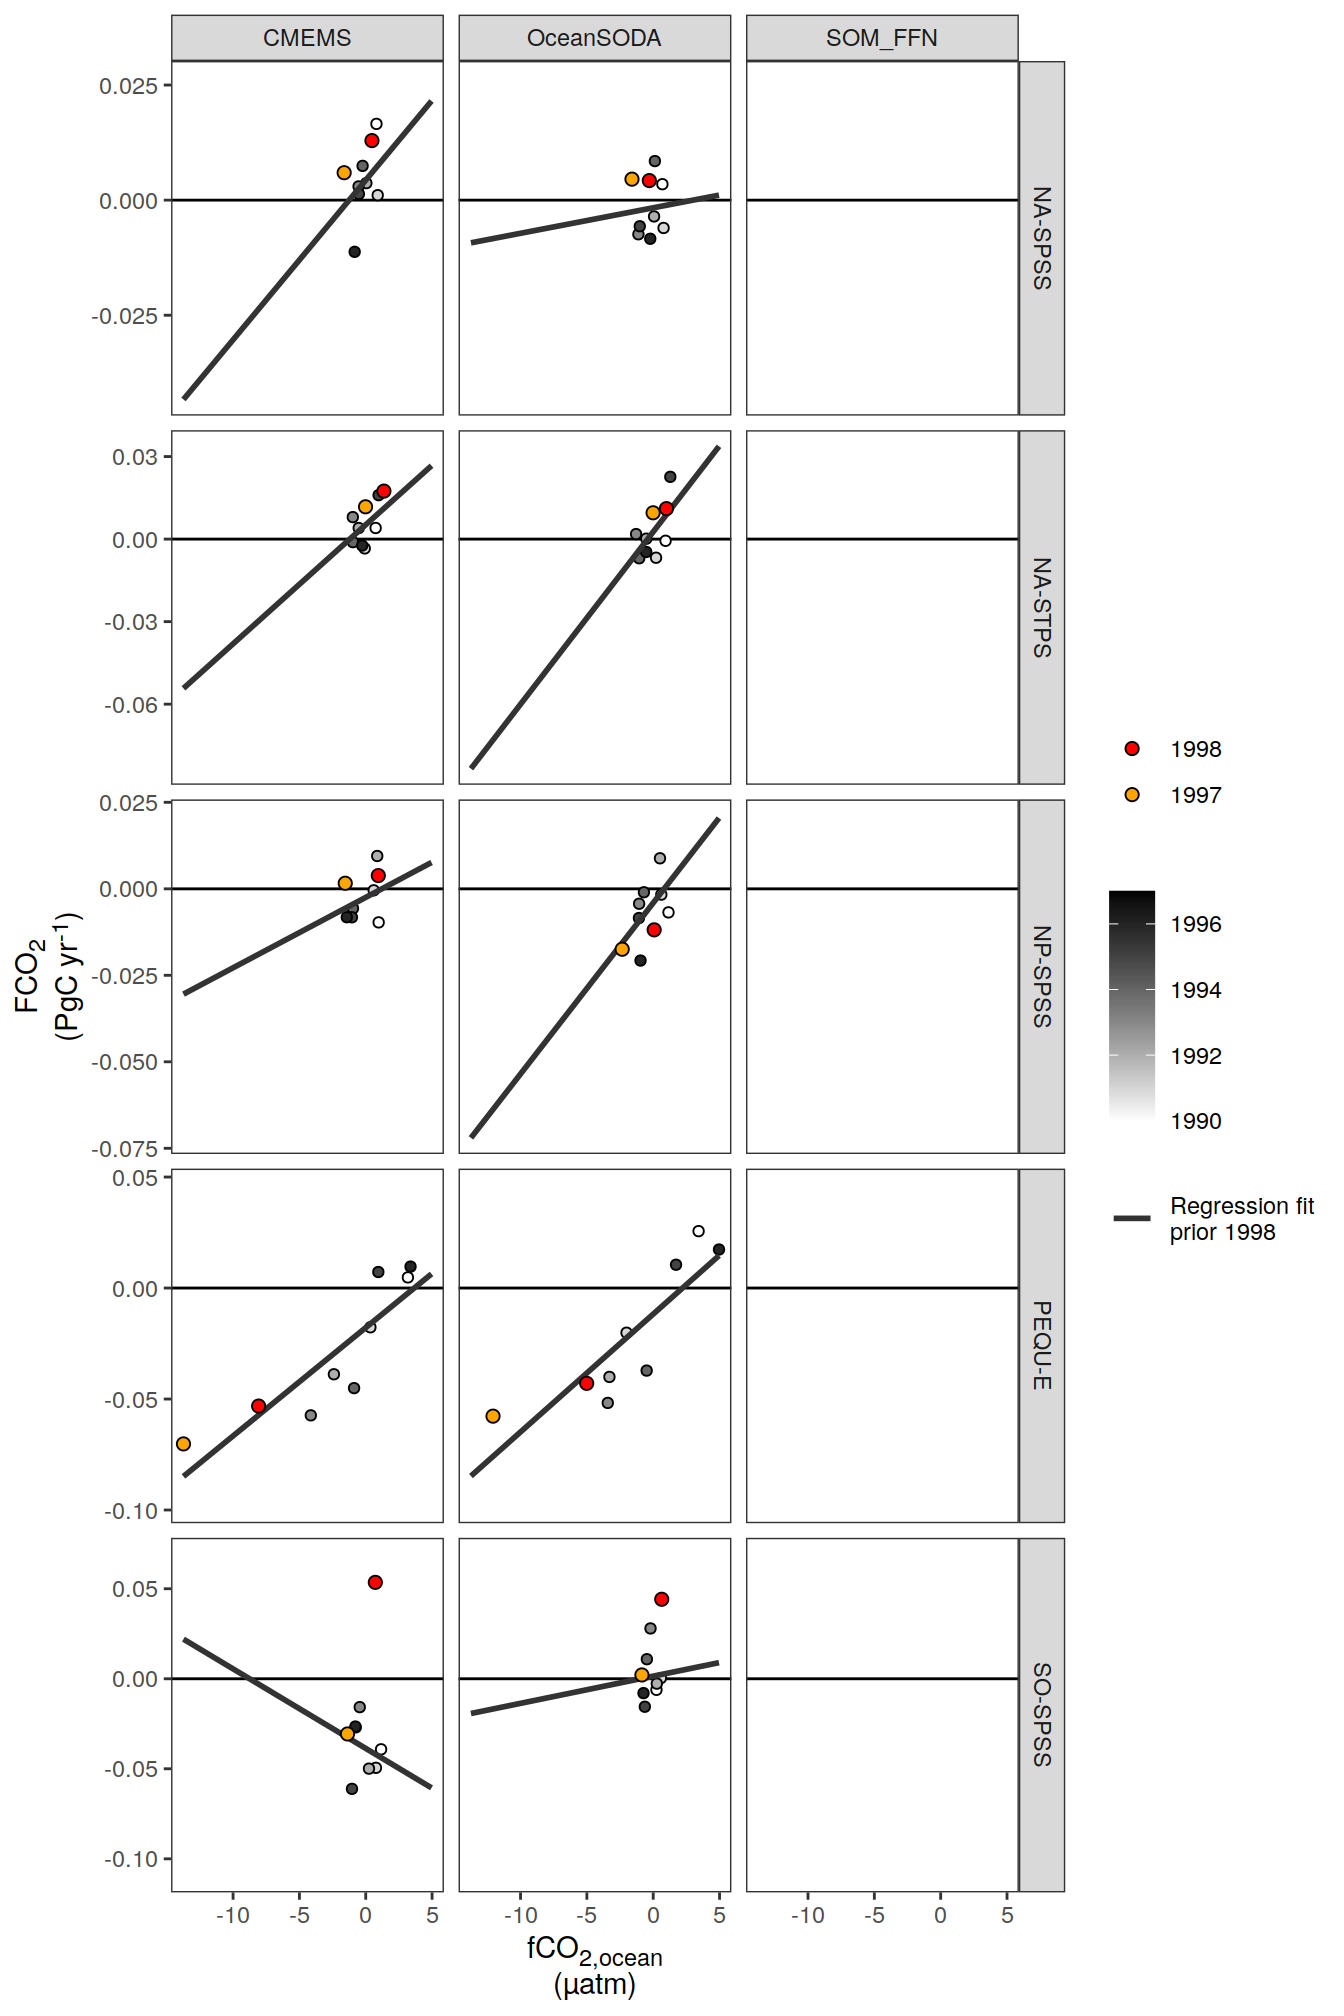 CMEMS
OceanSODA
SOM_FFN
0.025
0.000
-0.025
NA-SPSS
0.03
0.00
-0.03
-0.06
NA-STPS
0.025
0.000
-0.025
-0.050
-0.075
NP-SPSS
0.05
0.00
-0.05
-0.10
PEQU-E
0.05
0.00
-0.05
-0.10
SO-SPSS
-10 -5 0 5
-10 -5 0 5
-10 -5 0 5
fCO2,ocean
(µatm)
FCO2
(PgC yr-1)
1998
1997
1996
1994
1992
1990
Regression fit
prior 1998